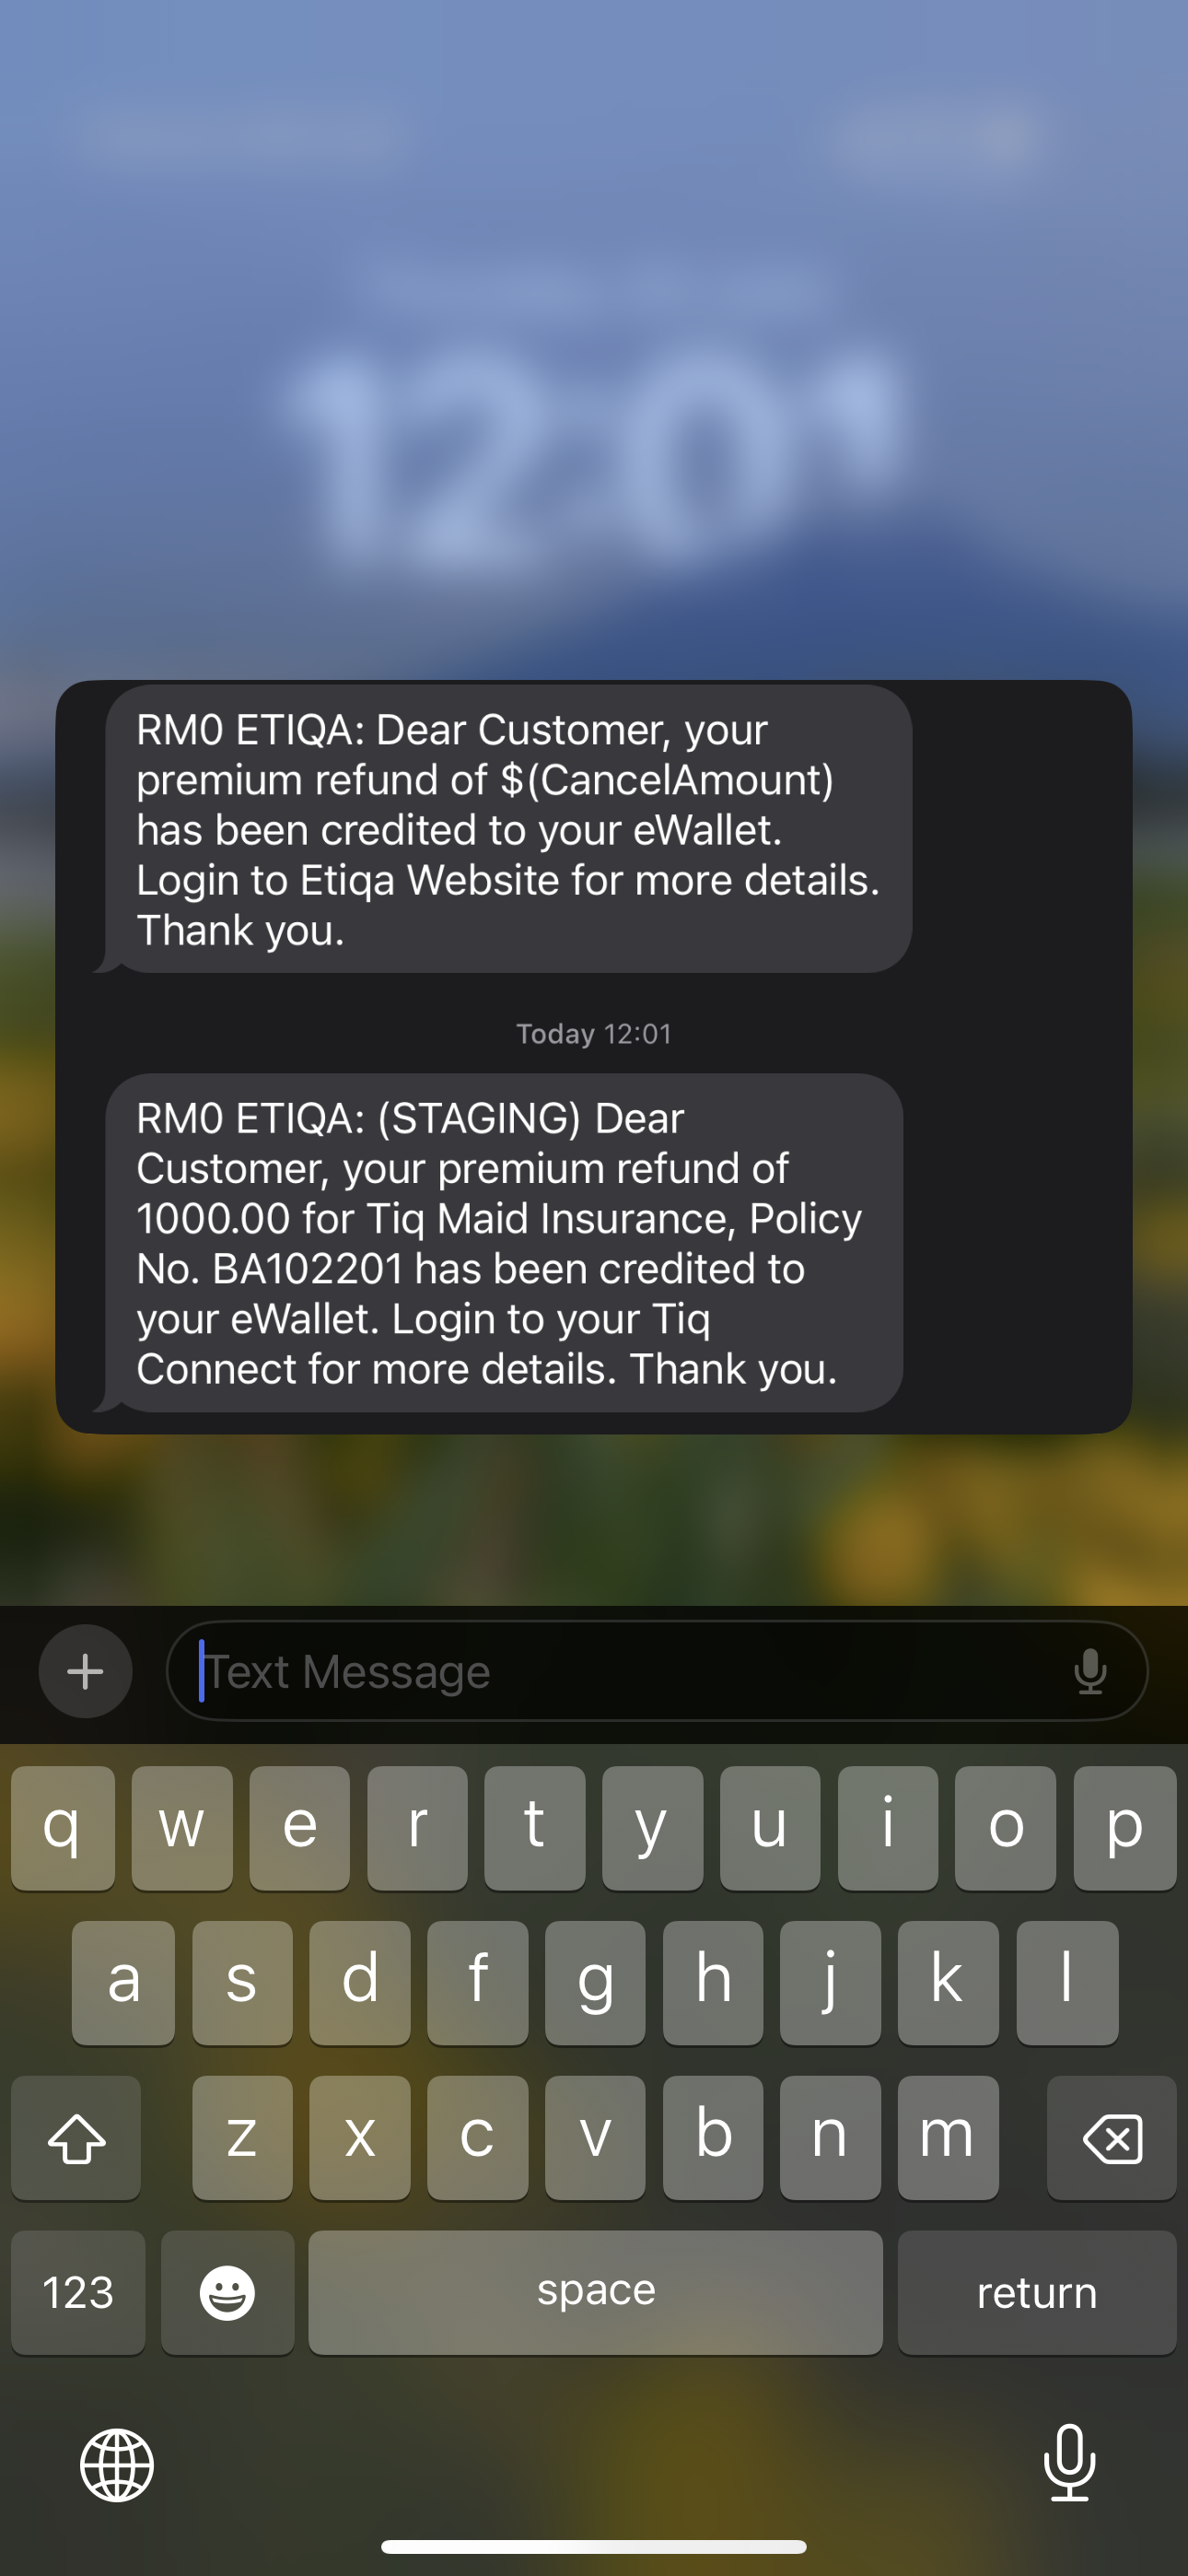 12:01
RM0 ETIQA: Dear Customer, your
premium refund of $(CancelAmount)
has been credited to your eWallet.
Login to Etiqa Website for more details.
Thank you.
Today 12:01
RM0 ETIQA: (STAGING) Dear
Customer, your premium refund of
1000.00 for Tiq Maid Insurance, Policy
No. BA102201 has been credited to
your eWallet. Login to your Tiq
Connect for more details. Thank you.
Text Message
q w e r t y u i o p
a s d f g h j k l
z x c v b n m
123 space return